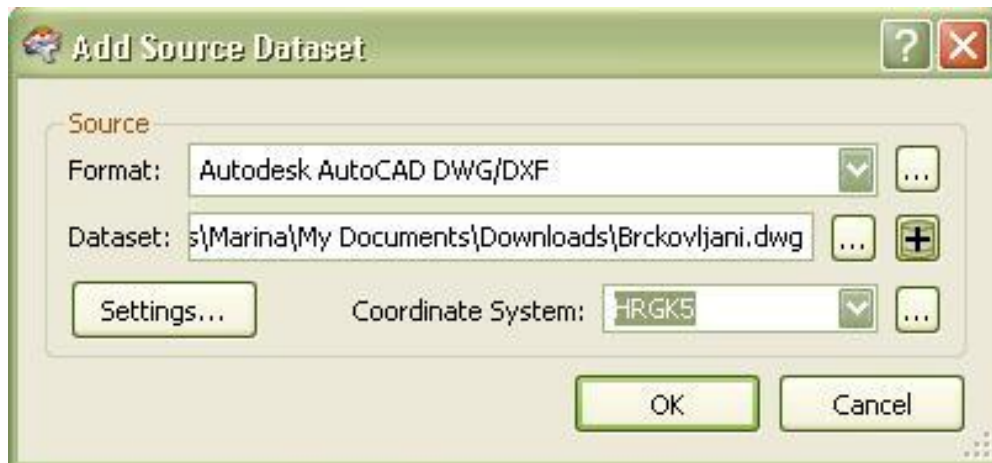 Add Source Dataset
Source
Format: Autodesk AutoCAD DWG/DXF ...
Dataset: s\Marina\My Documents\Downloads\Brckovljani.dwg ...
Settings... Coordinate System: HRGK5 ...
OK Cancel